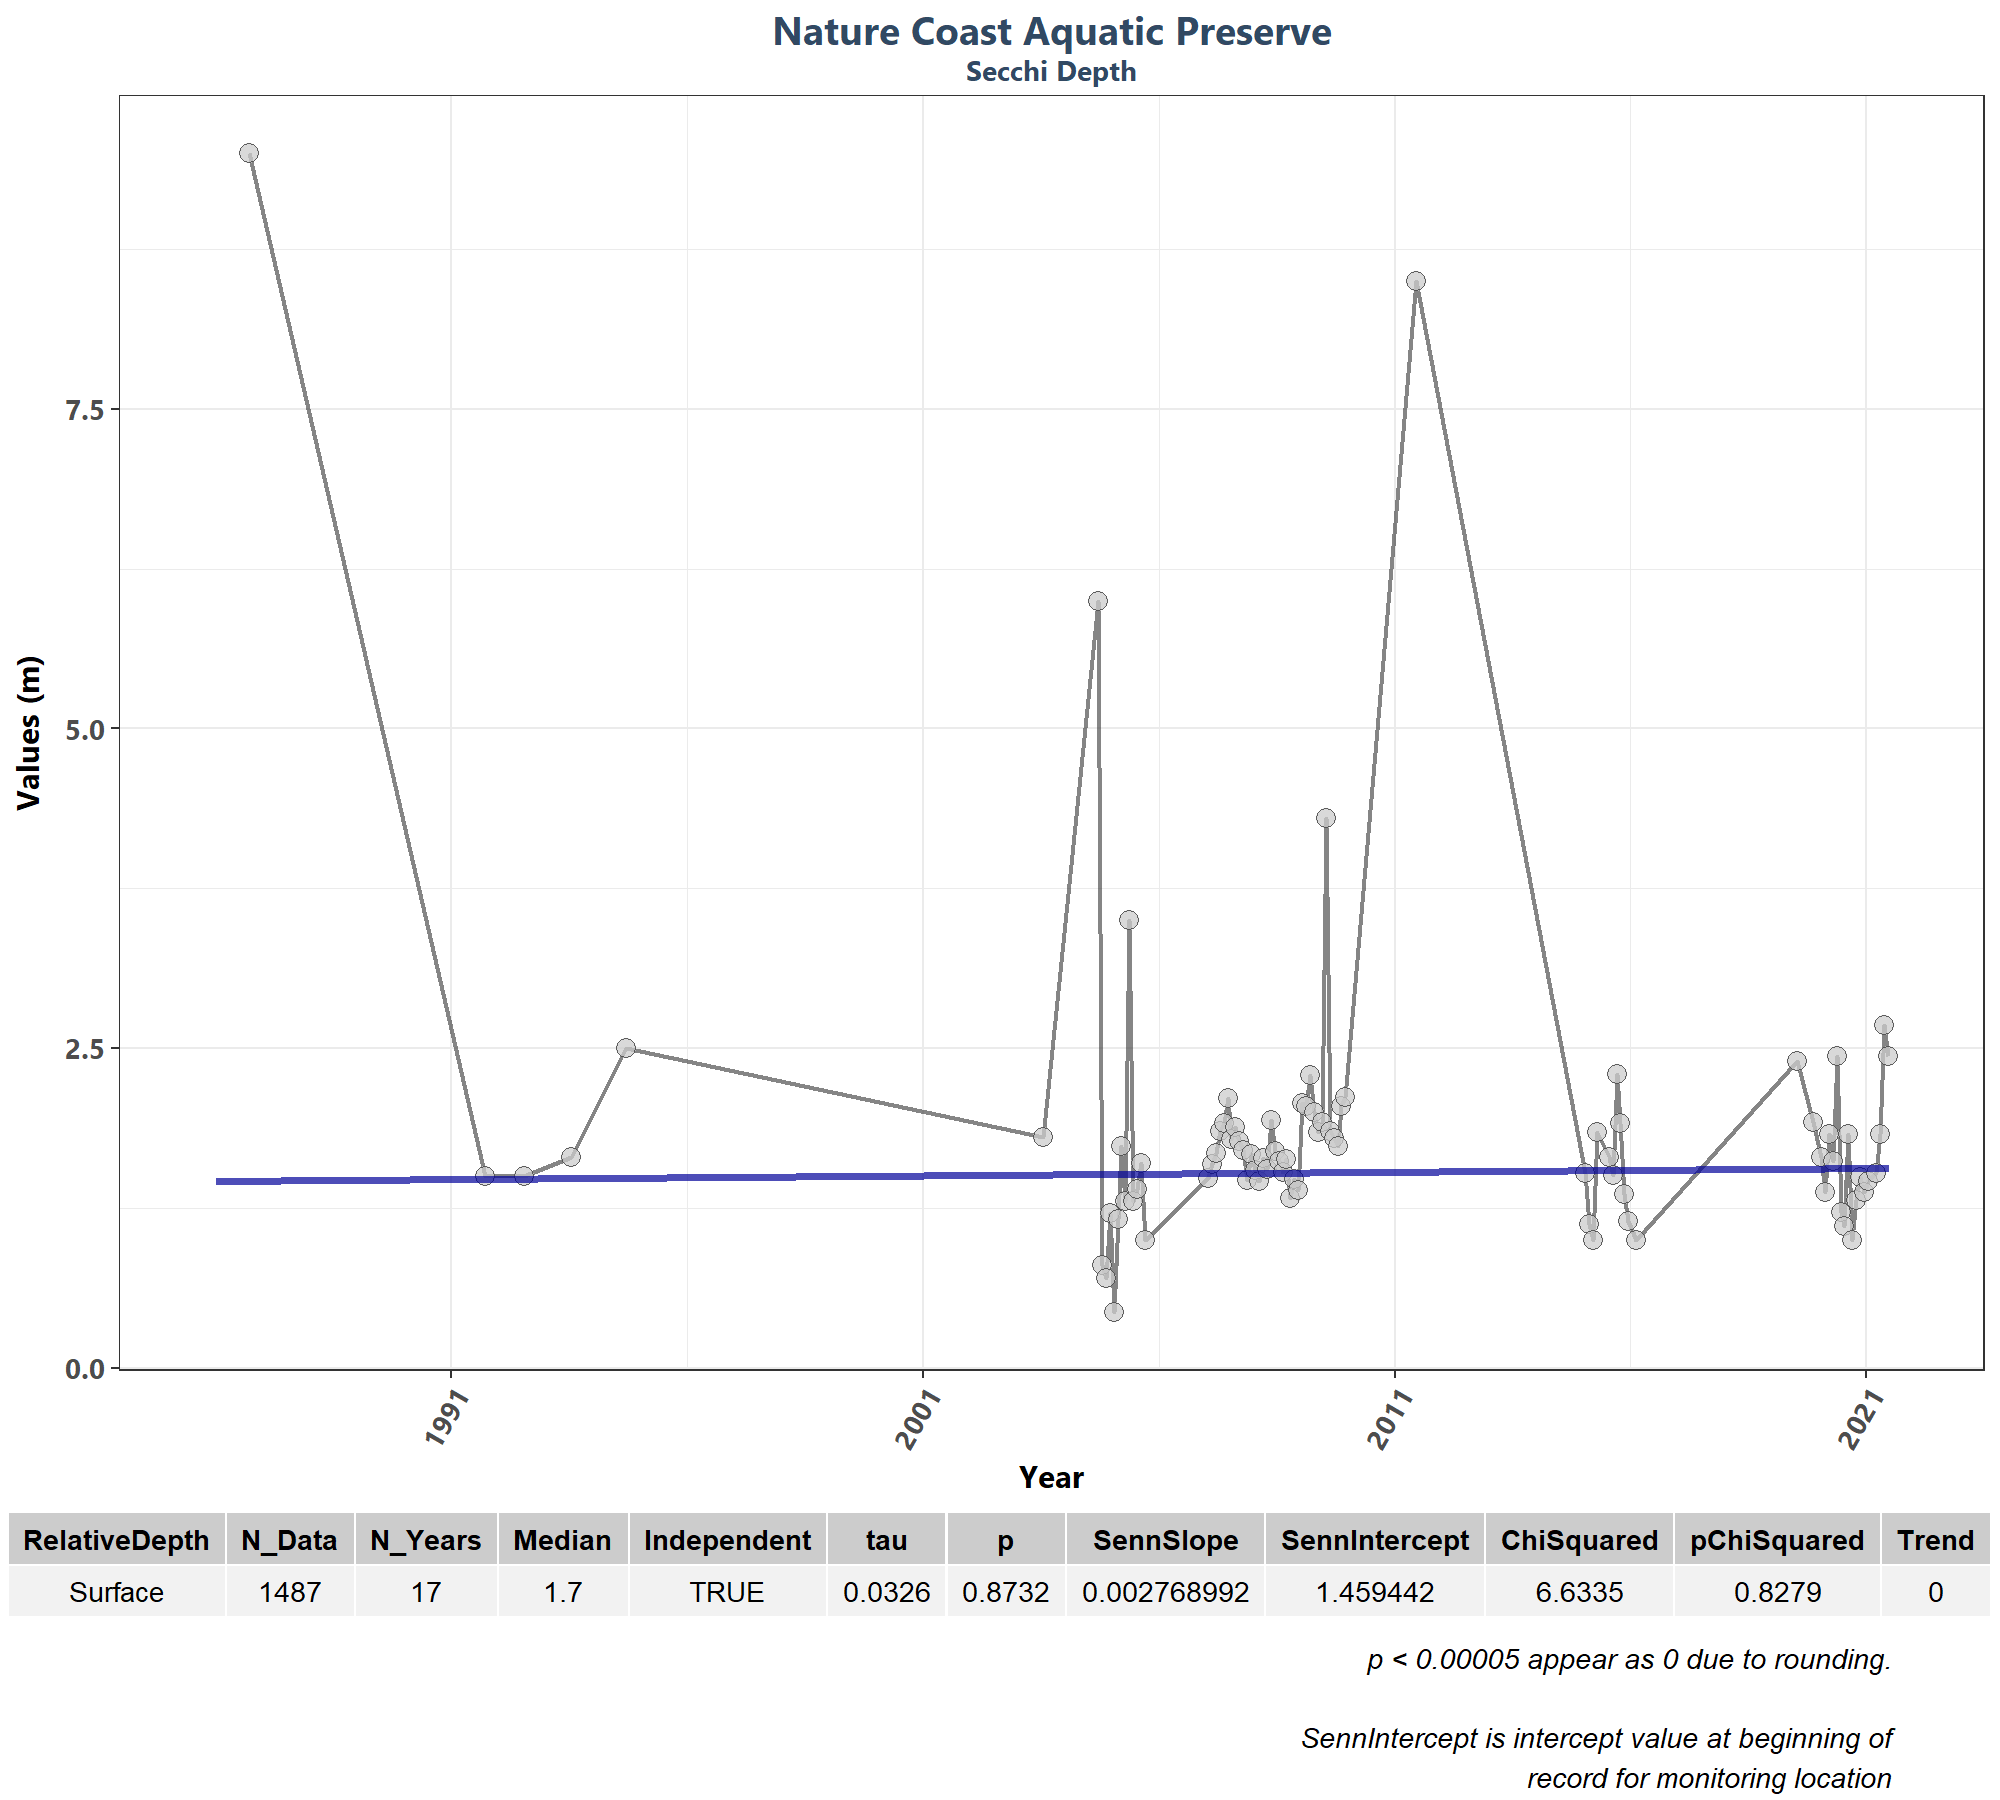 Nature Coast Aquatic Preserve
Secchi Depth
Values (m)
7.5
5.0
2.5
0.0
1991 2001 2011 2021
Year
RelativeDepth N_Data N_Years Median Independent tau p SennSlope SennIntercept ChiSquared pChiSquared Trend
Surface 1487 17 1.7 TRUE 0.0326 0.8732 0.002768992 1.459442 6.6335 0.8279 0
p < 0.00005 appear as 0 due to rounding.
SennIntercept is intercept value at beginning of
record for monitoring location